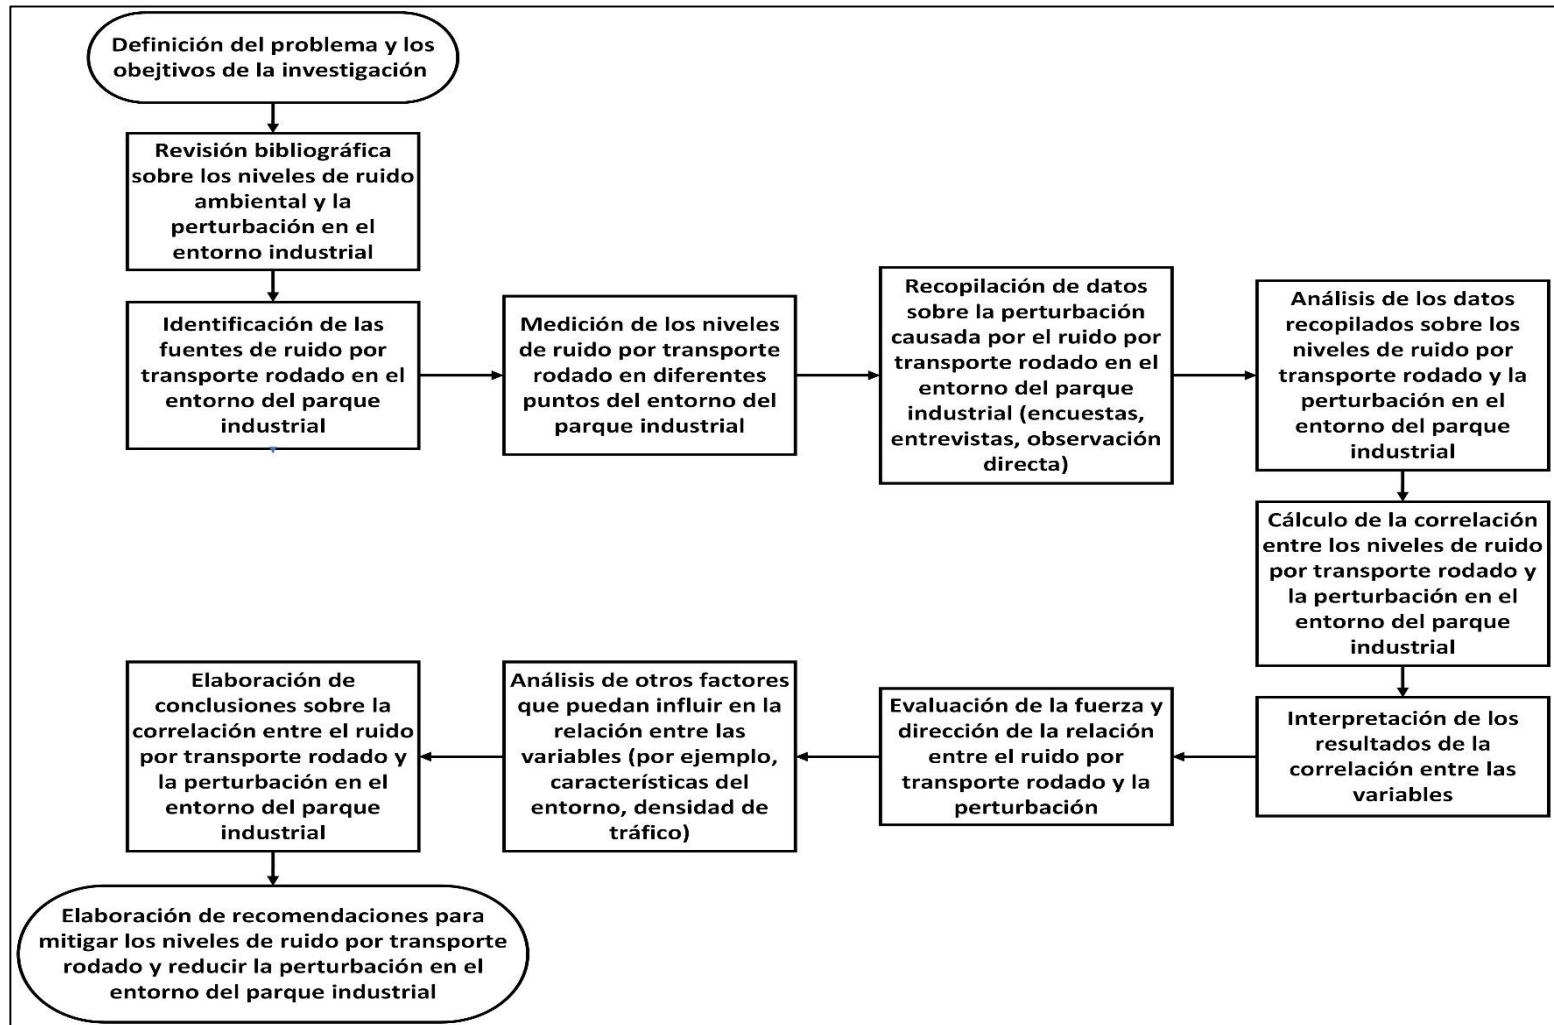 Definición del problema y los
obejtivos de la investigación
Revisión bibliográfica
sobre los niveles de ruido
ambiental y la
perturbación en el
entorno industrial
Identificación de las
fuentes de ruido por
transporte rodado en el
entorno del parque
industrial
Medición de los niveles
de ruido por transporte
rodado en diferentes
puntos del entorno del
parque industrial
Recopilación de datos
sobre la perturbación
causada por el ruido por
transporte rodado en el
entorno del parque
industrial (encuestas,
entrevistas, observación
directa)
Análisis de los datos
recopilados sobre los
niveles de ruido por
transporte rodado y la
perturbación en el
entorno del parque
industrial
Cálculo de la correlación
entre los niveles de ruido
por transporte rodado y
la perturbación en el
entorno del parque
industrial
Interpretación de los
resultados de la
correlación entre las
variables
Evaluación de la fuerza y
dirección de la relación
entre el ruido por
transporte rodado y la
perturbación
Análisis de otros factores
que puedan influir en la
relación entre las
variables (por ejemplo,
características del
entorno, densidad de
tráfico)
Elaboración de
conclusiones sobre la
correlación entre el ruido
por transporte rodado y
la perturbación en el
entorno del parque
industrial
Elaboración de recomendaciones para
mitigar los niveles de ruido por transporte
rodado y reducir la perturbación en el
entorno del parque industrial